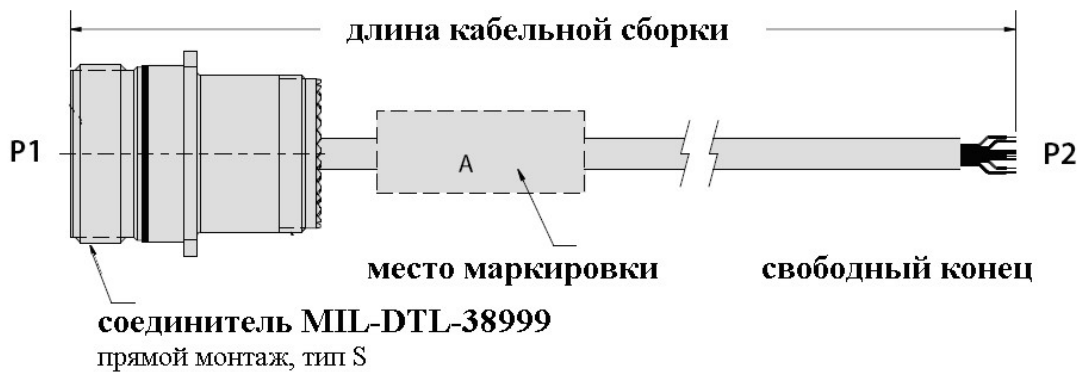 длина кабельной сборки
P1
A
P2
место маркировки
свободный конец
соединитель MIL-DTL-38999
прямой монтаж, тип S